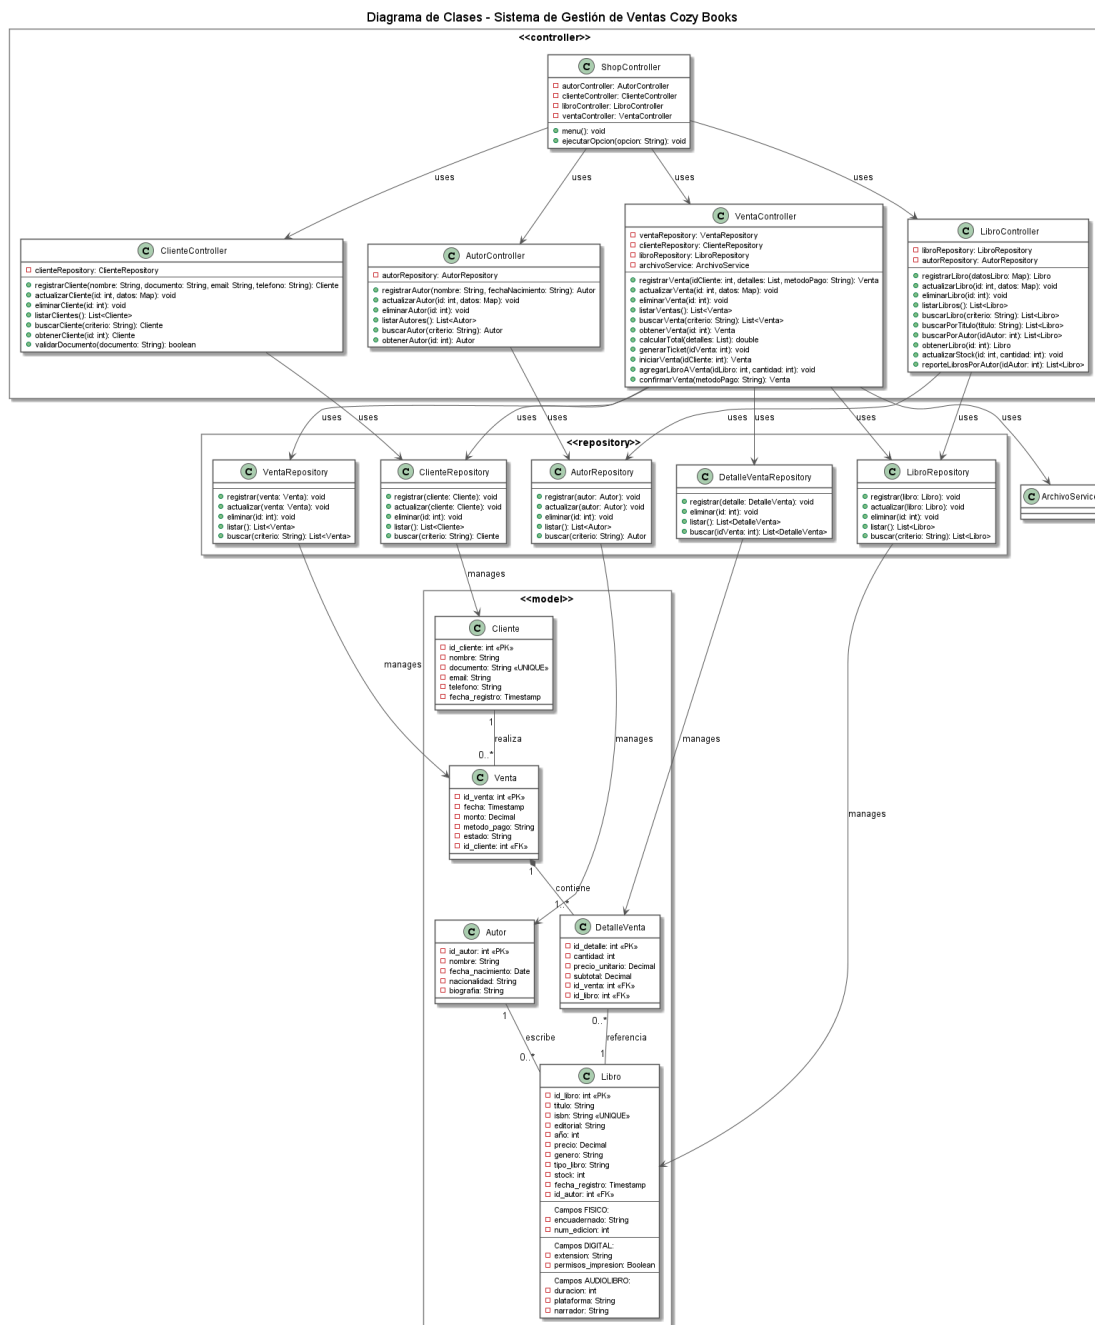 Diagrama de Clases - Sistema de Gestión de Ventas Cozy Books
<<controller>>
C ShopController
autorController: AutorController
clienteController: ClienteController
libroController: LibroController
ventaController: VentaController
menu(): void
ejecutarOpcion(opcion: String): void
uses
uses
uses
uses
C ClienteController
clienteRepository: ClienteRepository
registrarCliente(nombre: String, documento: String, email: String, telefono: String): Cliente
actualizarCliente(id: int, datos: Map): void
eliminarCliente(id: int): void
listarClientes(): List<Cliente>
buscarCliente(criterio: String): Cliente
obtenerCliente(id: int): Cliente
validarDocumento(documento: String): boolean
C AutorController
autorRepository: AutorRepository
registrarAutor(nombre: String, fechaNacimiento: String): Autor
actualizarAutor(id: int, datos: Map): void
eliminarAutor(id: int): void
listarAutores(): List<Autor>
buscarAutor(criterio: String): Autor
obtenerAutor(id: int): Autor
C VentaController
ventaRepository: VentaRepository
clienteRepository: ClienteRepository
libroRepository: LibroRepository
archivoService: ArchivoService
registrarVenta(idCliente: int, detalles: List, metodoPago: String): Venta
actualizarVenta(id: int, datos: Map): void
eliminarVenta(id: int): void
listarVentas(): List<Venta>
buscarVenta(criterio: String): List<Venta>
obtenerVenta(id: int): Venta
calcularTotal(detalles: List): double
generarTicket(idVenta: int): void
iniciarVenta(idCliente: int): Venta
agregarLibroAVenta(idLibro: int, cantidad: int): void
confirmarVenta(metodoPago: String): Venta
C LibroController
libroRepository: LibroRepository
autorRepository: AutorRepository
registrarLibro(datosLibro: Map): Libro
actualizarLibro(id: int, datos: Map): void
eliminarLibro(id: int): void
listarLibros(): List<Libro>
buscarLibro(criterio: String): List<Libro>
buscarPorTitulo(titulo: String): List<Libro>
buscarPorAutor(idAutor: int): List<Libro>
obtenerLibro(id: int): Libro
actualizarStock(id: int, cantidad: int): void
reporteLibrosPorAutor(idAutor: int): List<Libro>
uses
uses
uses
uses
uses
uses
uses
uses
<<repository>>
C VentaRepository
registrar(venta: Venta): void
actualizar(venta: Venta): void
eliminar(id: int): void
listar(): List<Venta>
buscar(criterio: String): List<Venta>
C ClienteRepository
registrar(cliente: Cliente): void
actualizar(cliente: Cliente): void
eliminar(id: int): void
listar(): List<Cliente>
buscar(criterio: String): Cliente
C AutorRepository
registrar(autor: Autor): void
actualizar(autor: Autor): void
eliminar(id: int): void
listar(): List<Autor>
buscar(criterio: String): Autor
C DetalleVentaRepository
registrar(detalle: DetalleVenta): void
eliminar(id: int): void
listar(): List<DetalleVenta>
buscar(idVenta: int): List<DetalleVenta>
C LibroRepository
registrar(libro: Libro): void
actualizar(libro: Libro): void
eliminar(id: int): void
listar(): List<Libro>
buscar(criterio: String): List<Libro>
C ArchivoService
manages
<<model>>
C Cliente
id_cliente: int «PK»
nombre: String
documento: String «UNIQUE»
email: String
telefono: String
fecha_registro: Timestamp
manages
1
realiza
0..*
manages
manages
C Venta
id_venta: int «PK»
fecha: Timestamp
monto: Decimal
metodo_pago: String
estado: String
id_cliente: int «FK»
manages
1
contiene
1..*
C Autor
id_autor: int «PK»
nombre: String
fecha_nacimiento: Date
nacionalidad: String
biografia: String
C DetalleVenta
id_detalle: int «PK»
cantidad: int
precio_unitario: Decimal
subtotal: Decimal
id_venta: int «FK»
id_libro: int «FK»
1
escribe
0..*
0..*
referencia
1
C Libro
id_libro: int «PK»
titulo: String
isbn: String «UNIQUE»
editorial: String
año: int
precio: Decimal
genero: String
tipo_libro: String
stock: int
fecha_registro: Timestamp
id_autor: int «FK»
Campos FISICO:
encuadernado: String
num_edicion: int
Campos DIGITAL:
extension: String
permisos_impresion: Boolean
Campos AUDIOLIBRO:
duracion: int
plataforma: String
narrador: String